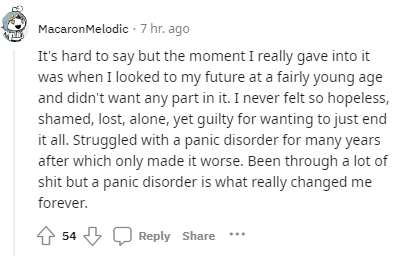 MacaronMelodic · 7 hr. ago
It's hard to say but the moment I really gave into it
was when I looked to my future at a fairly young age
and didn't want any part in it. I never felt so hopeless,
shamed, lost, alone, yet guilty for wanting to just end
it all. Struggled with a panic disorder for many years
after which only made it worse. Been through a lot of
shit but a panic disorder is what really changed me
forever.
54 Reply Share ...